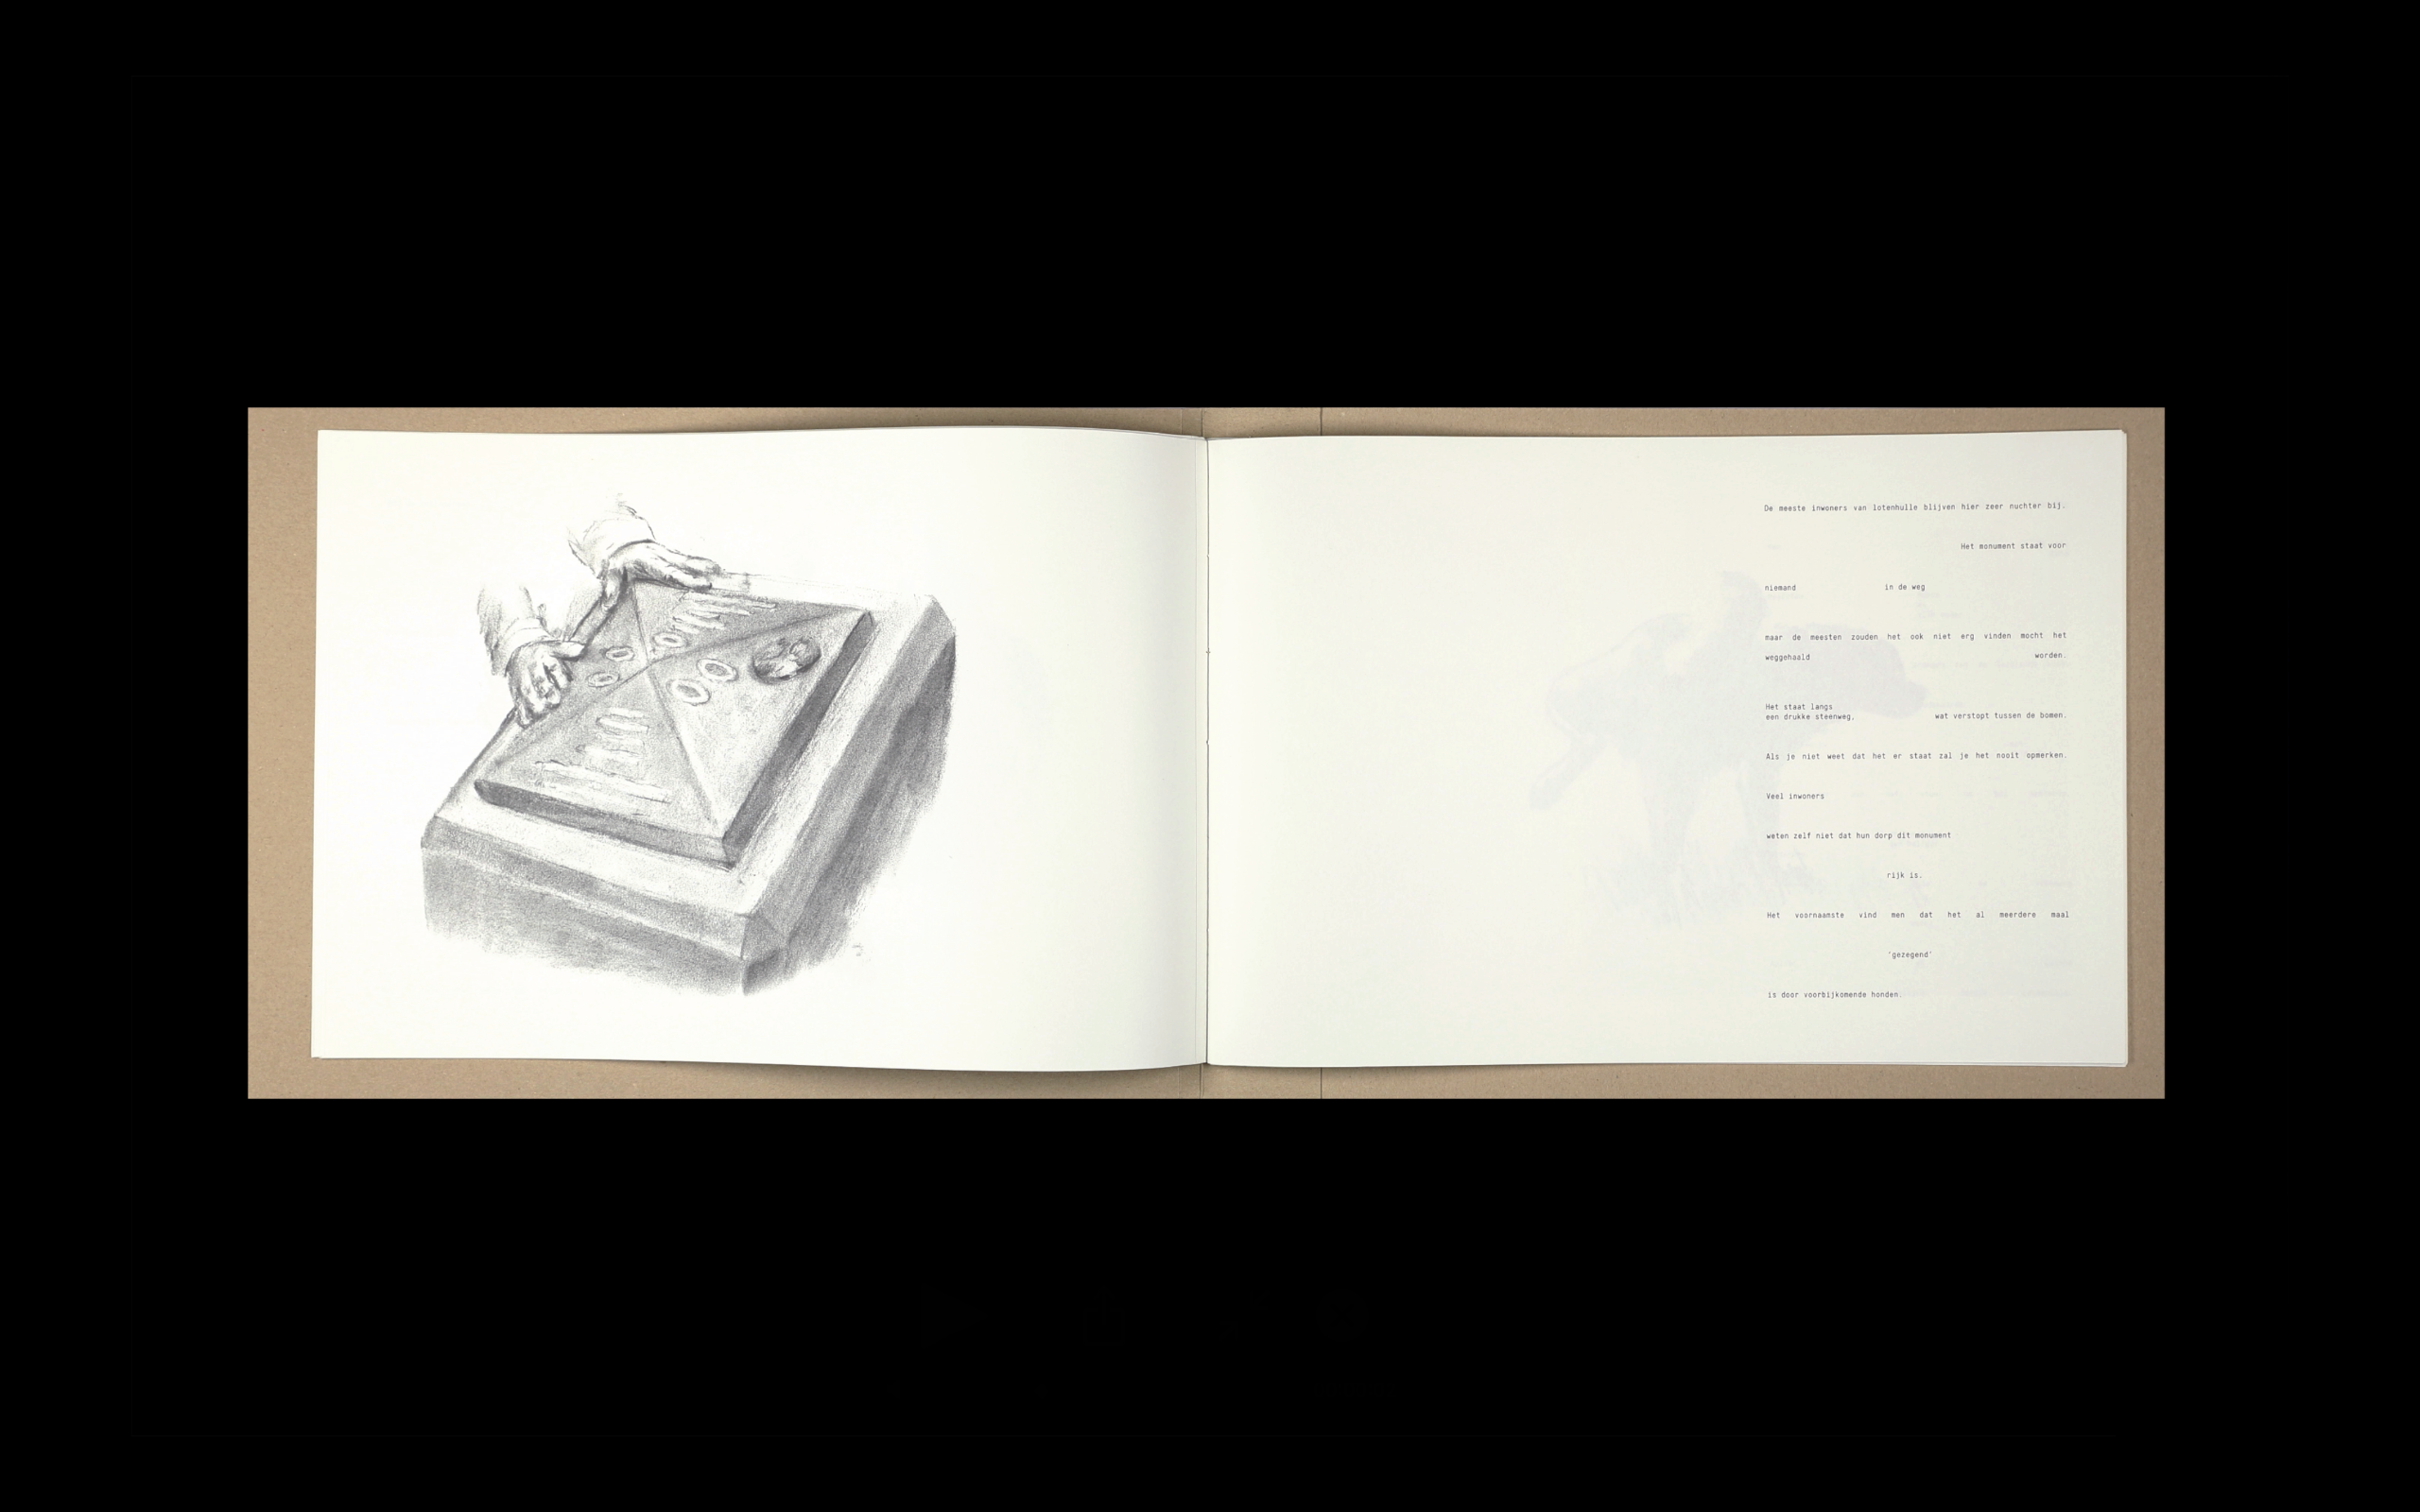 De meeste inwoners van lotenhulle blijven hier zeer nuchter bij.
Het monument staat voor
niemand in de weg
maar de meesten zouden het ook niet erg vinden mocht het
weggehaald worden.
Het staat langs
een drukke steenweg, wat verstopt tussen de bomen.
Als je niet weet dat het er staat zal je het nooit opmerken.
Veel inwoners
weten zelf niet dat hun dorp dit monument
rijk is.
Het voornaamste vind men dat het al meerdere maal
'gezegend'
is door voorbijkomende honden.